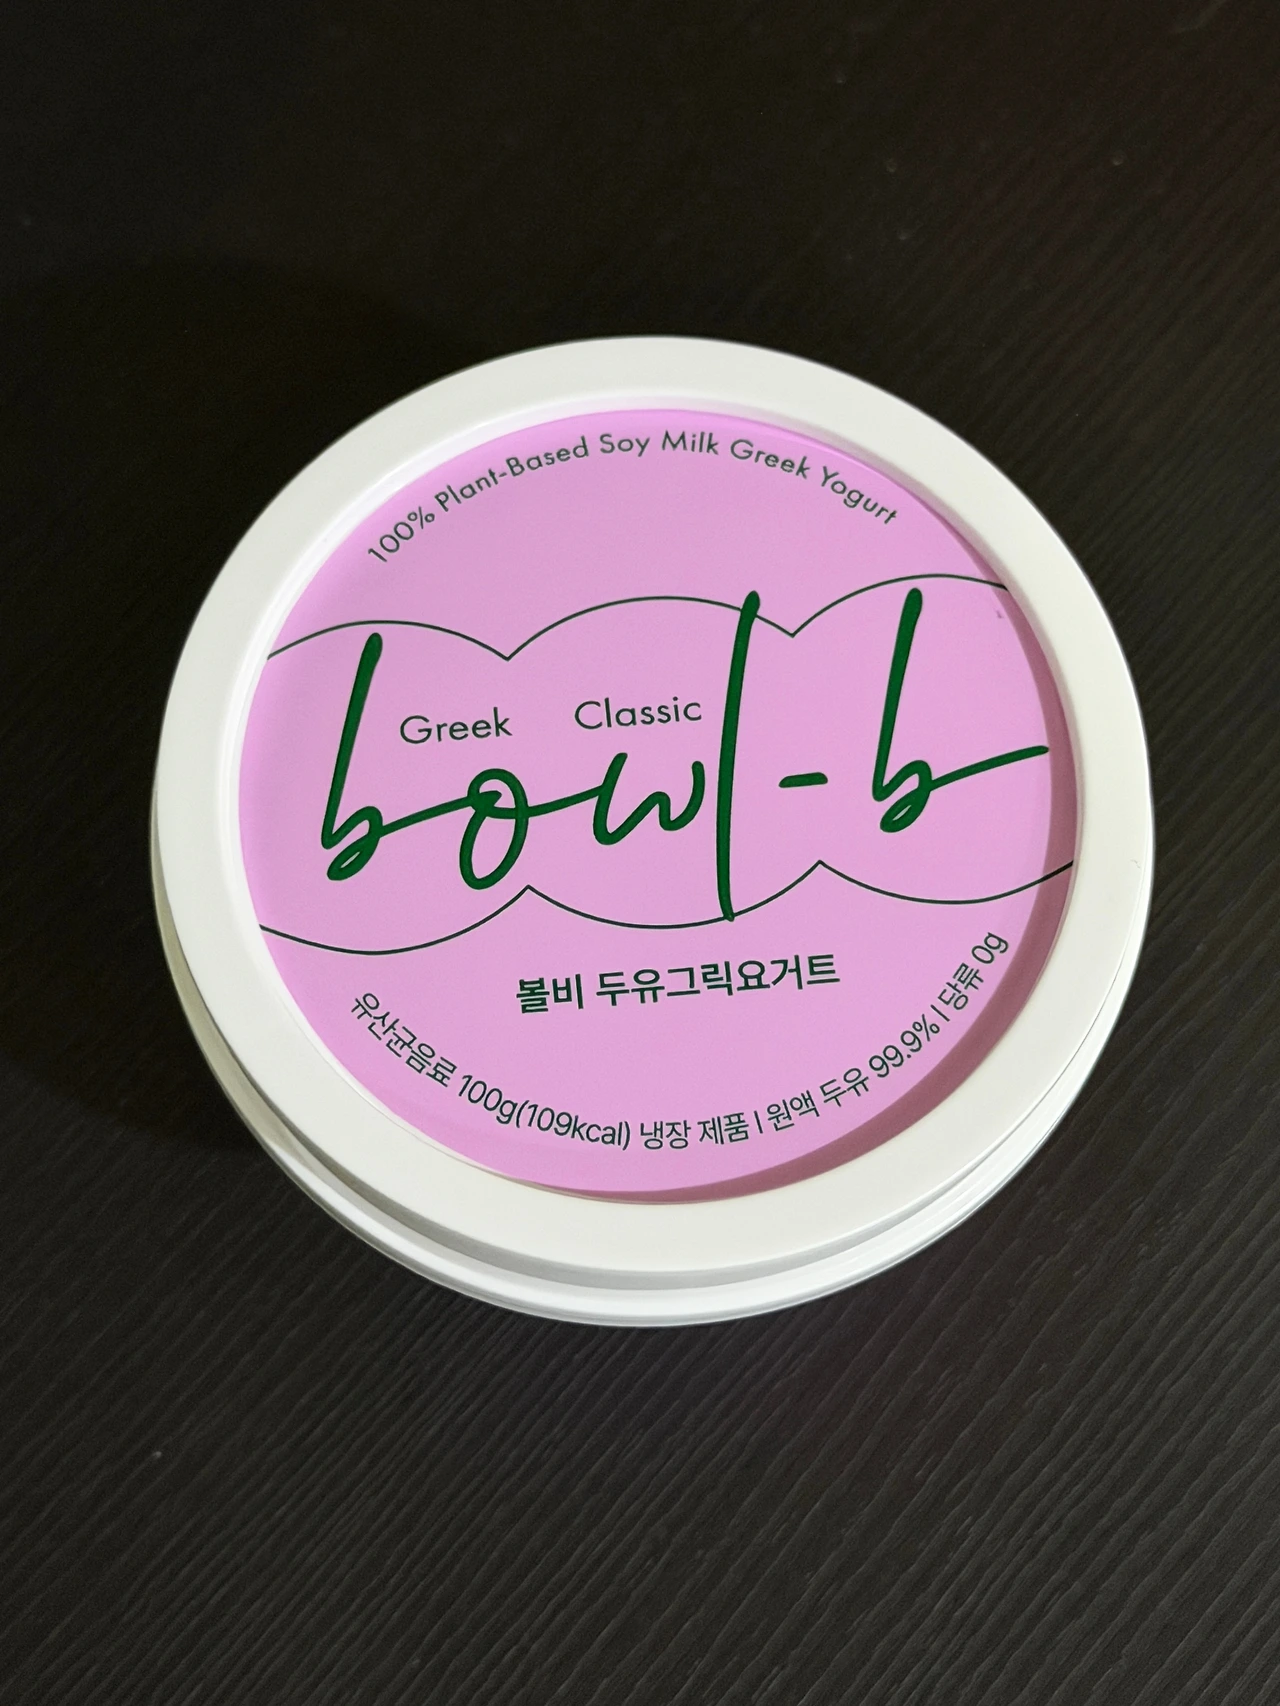 100% Plant-Based Soy Milk Greek Yogurt
Greek Classic
bowl-b
볼비 두유그릭요거트
유산균음료 100g(109kcal) 냉장 제품 | 원액 두유 99.9% | 당류 0g